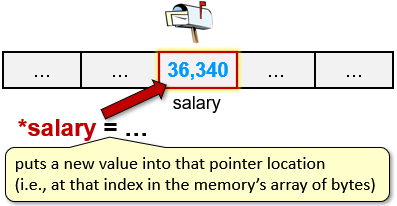 ... ... 36,340 ... ...
salary
*salary = ...
puts a new value into that pointer location
(i.e., at that index in the memory’s array of bytes)